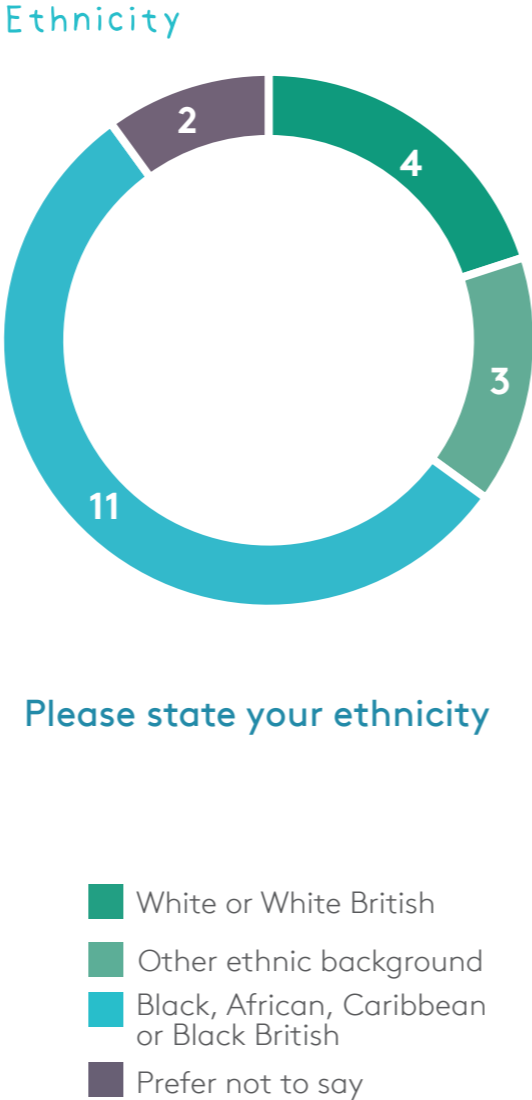 Ethnicity
2
4
3
11
Please state your ethnicity
White or White British
Other ethnic background
Black, African, Caribbean
or Black British
Prefer not to say